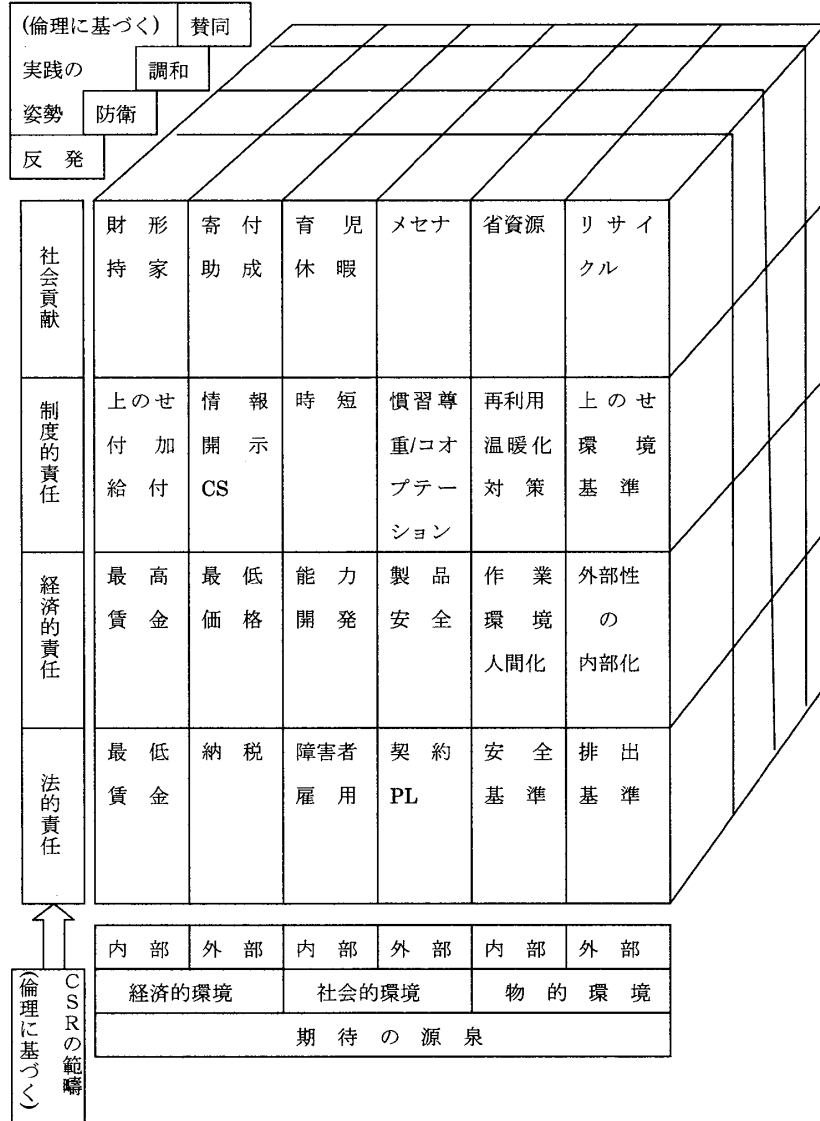 (倫理に基づく) 賛同
実践の 調和
姿勢 防衛
反発
社会貢献
財形 寄付 育児 メセナ 省資源 リサイ
持家 助成 休暇 クル
制度的責任
上のせ 情報 時短 慣習尊 再利用 上のせ
付加 開示 重/コオ 温暖化 環境
給付 CS プテー 対策 基準
ション
経済的責任
最高 最低 能力 製品 作業 外部性
賃金 価格 開発 安全 環境 の
人間化 内部化
法的責任
最低 納税 障害者 契約 安全 排出
賃金 雇用 PL 基準 基準
内部 外部 内部 外部 内部 外部
経済的環境 社会的環境 物的環境
期待の源泉
CSRの範疇
(倫理に基づく)